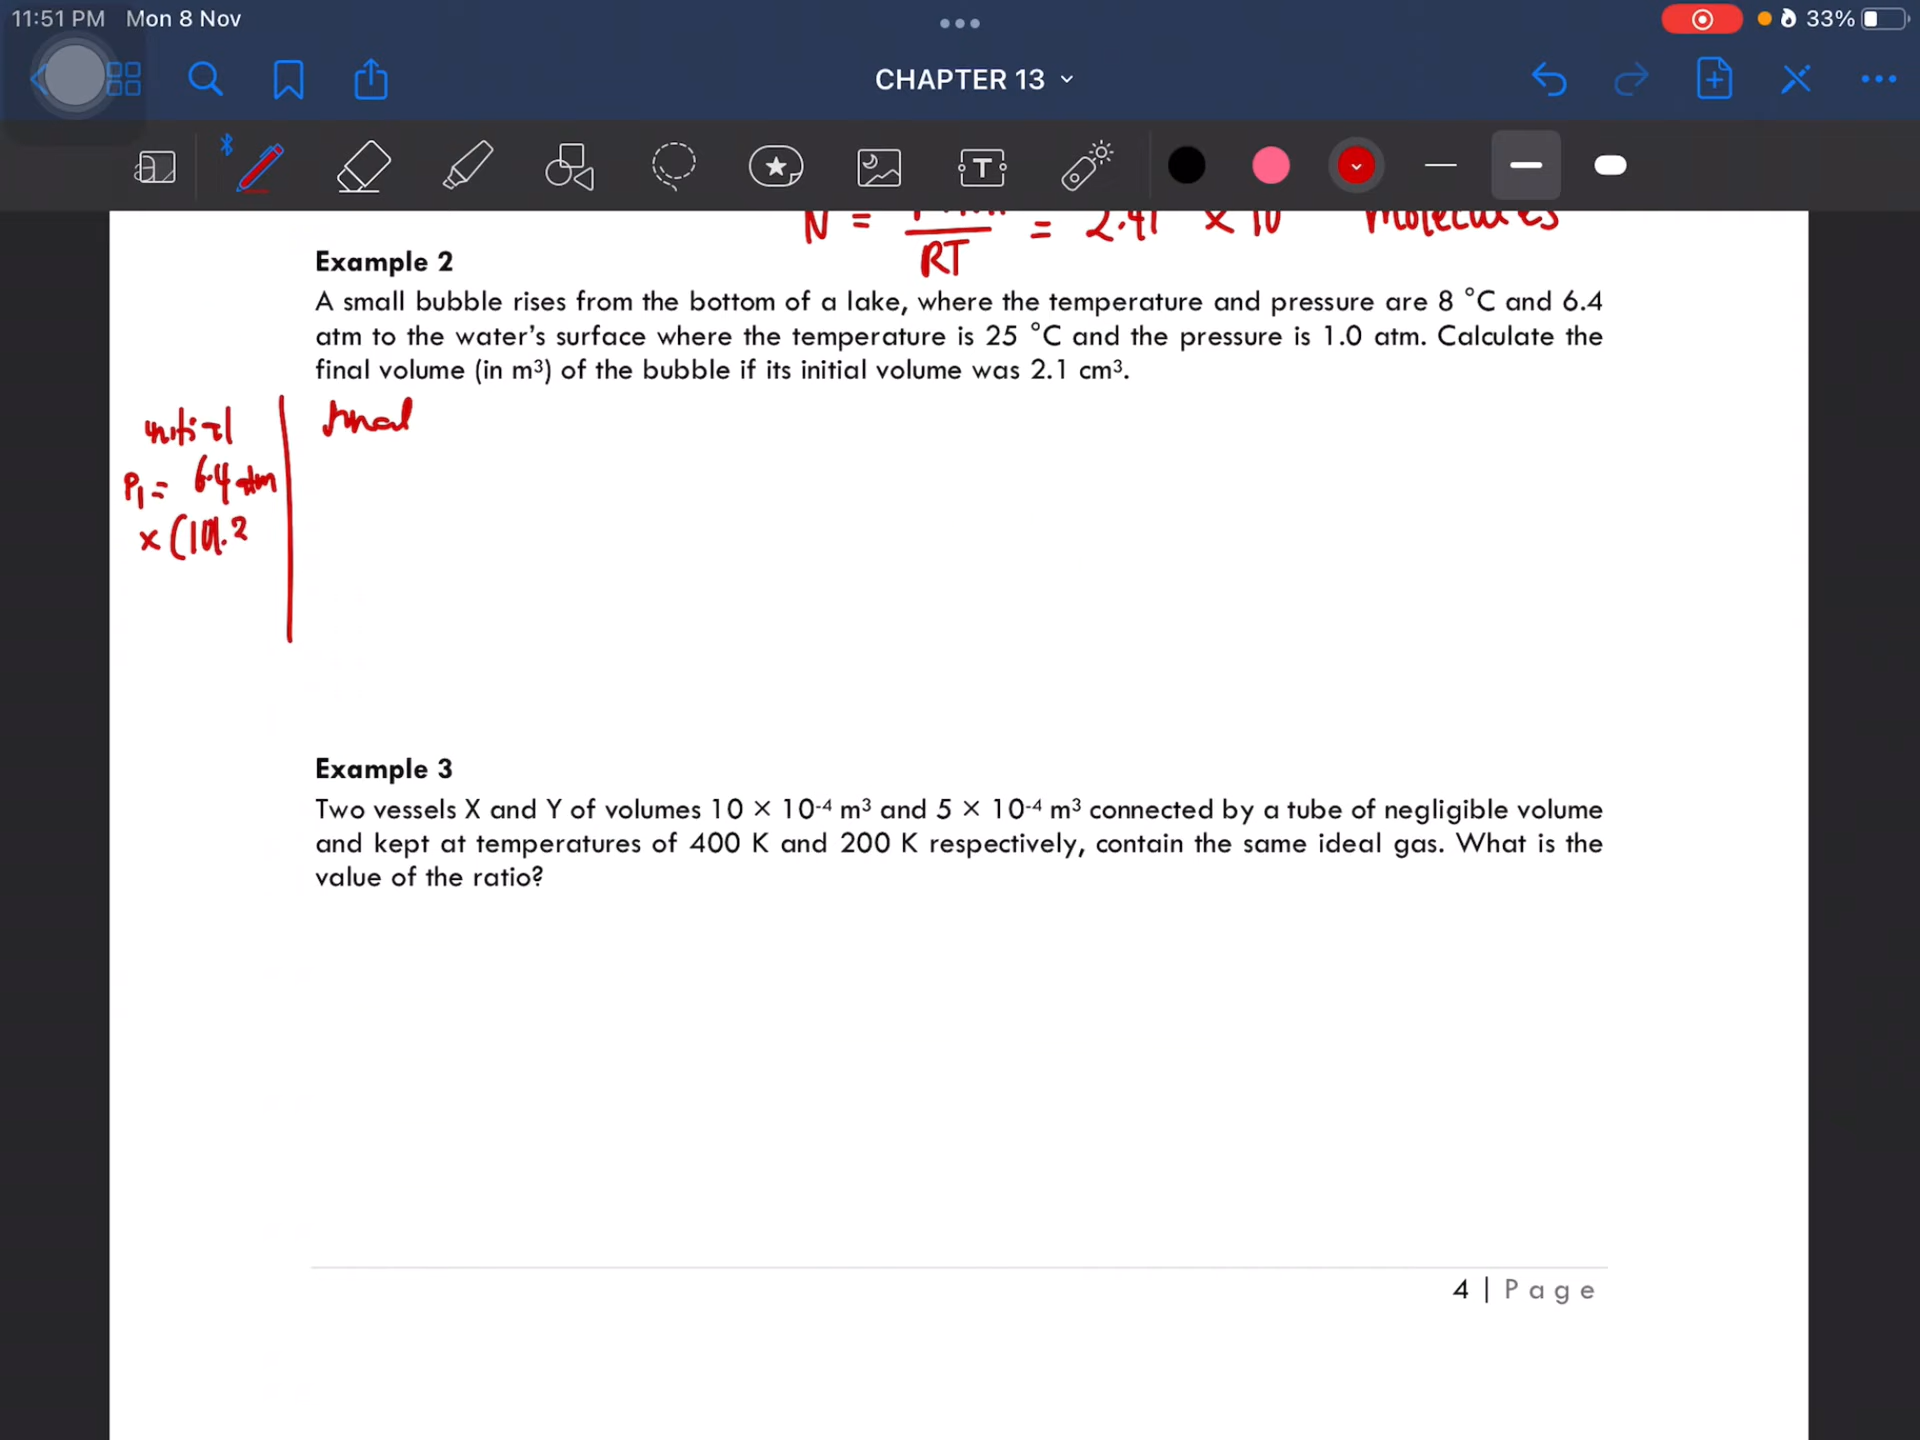 11:51 PM Mon 8 Nov
33%
CHAPTER 13
T
N = = 2.41 × 10 molecules
RT
Example 2
A small bubble rises from the bottom of a lake, where the temperature and pressure are 8 °C and 6.4
atm to the water’s surface where the temperature is 25 °C and the pressure is 1.0 atm. Calculate the
final volume (in m³) of the bubble if its initial volume was 2.1 cm³.
initial
final
P₁ = 6.4 atm
× (101.3
Example 3
Two vessels X and Y of volumes 10 × 10⁻⁴ m³ and 5 × 10⁻⁴ m³ connected by a tube of negligible volume
and kept at temperatures of 400 K and 200 K respectively, contain the same ideal gas. What is the
value of the ratio?
4 | Page